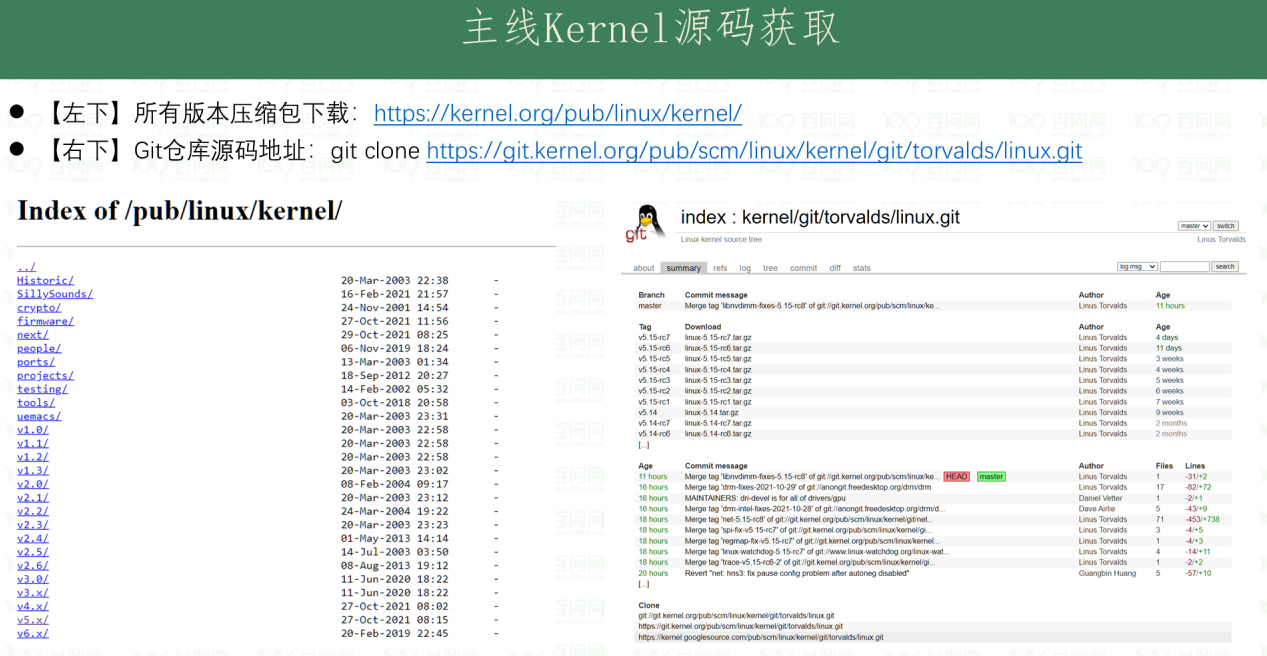 主线Kernel源码获取
● 【左下】所有版本压缩包下载：https://kernel.org/pub/linux/kernel/
● 【右下】Git仓库源码地址：git clone https://git.kernel.org/pub/scm/linux/kernel/git/torvalds/linux.git
Index of /pub/linux/kernel/
../
Historic/ 20-Mar-2003 22:38 -
SillySounds/ 16-Feb-2021 21:57 -
crypto/ 24-Nov-2001 14:54 -
firmware/ 27-Oct-2021 11:56 -
next/ 29-Oct-2021 08:25 -
people/ 06-Nov-2019 18:24 -
ports/ 13-Mar-2003 01:34 -
projects/ 18-Sep-2012 20:27 -
testing/ 14-Feb-2002 05:32 -
tools/ 03-Oct-2018 20:58 -
uemacs/ 20-Mar-2003 23:31 -
v1.0/ 20-Mar-2003 22:58 -
v1.1/ 20-Mar-2003 22:58 -
v1.2/ 20-Mar-2003 22:58 -
v1.3/ 20-Mar-2003 23:02 -
v2.0/ 08-Feb-2004 09:17 -
v2.1/ 20-Mar-2003 23:12 -
v2.2/ 24-Mar-2004 19:22 -
v2.3/ 20-Mar-2003 23:23 -
v2.4/ 01-May-2013 14:14 -
v2.5/ 14-Jul-2003 03:50 -
v2.6/ 08-Aug-2013 19:12 -
v3.0/ 11-Jun-2020 18:22 -
v3.x/ 11-Jun-2020 18:22 -
v4.x/ 27-Oct-2021 08:02 -
v5.x/ 27-Oct-2021 08:15 -
v6.x/ 20-Feb-2019 22:45 -
git
index : kernel/git/torvalds/linux.git
master switch
Linux kernel source tree
Linus Torvalds
about summary refs log tree commit diff stats
log msg search
Branch Commit message Author Age
master Merge tag 'libnvdimm-fixes-5.15-rc8' of git://git.kernel.org/pub/scm/linux/ke... Linus Torvalds 11 hours
Tag Download Author Age
v5.15-rc7 linux-5.15-rc7.tar.gz Linus Torvalds 4 days
v5.15-rc6 linux-5.15-rc6.tar.gz Linus Torvalds 11 days
v5.15-rc5 linux-5.15-rc5.tar.gz Linus Torvalds 3 weeks
v5.15-rc4 linux-5.15-rc4.tar.gz Linus Torvalds 4 weeks
v5.15-rc3 linux-5.15-rc3.tar.gz Linus Torvalds 5 weeks
v5.15-rc2 linux-5.15-rc2.tar.gz Linus Torvalds 6 weeks
v5.15-rc1 linux-5.15-rc1.tar.gz Linus Torvalds 7 weeks
v5.14 linux-5.14.tar.gz Linus Torvalds 9 weeks
v5.14-rc7 linux-5.14-rc7.tar.gz Linus Torvalds 2 months
v5.14-rc6 linux-5.14-rc6.tar.gz Linus Torvalds 2 months
[...]
Age Commit message Author Files Lines
11 hours Merge tag 'libnvdimm-fixes-5.15-rc8' of git://git.kernel.org/pub/scm/linux/ke... HEAD master Linus Torvalds 1 -31/+2
16 hours Merge tag 'drm-fixes-2021-10-29' of git://anongit.freedesktop.org/drm/drm Linus Torvalds 17 -82/+72
16 hours MAINTAINERS: dri-devel is for all of drivers/gpu Daniel Vetter 1 -2/+1
16 hours Merge tag 'drm-intel-fixes-2021-10-28' of git://anongit.freedesktop.org/drm/d... Dave Airlie 5 -43/+9
18 hours Merge tag 'net-5.15-rc8' of git://git.kernel.org/pub/scm/linux/kernel/git/net... Linus Torvalds 71 -453/+738
18 hours Merge tag 'spi-fix-v5.15-rc7' of git://git.kernel.org/pub/scm/linux/kernel/gi... Linus Torvalds 3 -4/+5
18 hours Merge tag 'regmap-fix-v5.15-rc7' of git://git.kernel.org/pub/scm/linux/kernel... Linus Torvalds 1 -4/+3
18 hours Merge tag 'linux-watchdog-5.15-rc7' of git://www.linux-watchdog.org/linux-wat... Linus Torvalds 4 -14/+11
18 hours Merge tag 'trace-v5.15-rc6-2' of git://git.kernel.org/pub/scm/linux/kernel/gi... Linus Torvalds 1 -2/+2
20 hours Revert "net: hns3: fix pause config problem after autoneg disabled" Guangbin Huang 5 -57/+10
[...]
Clone
git://git.kernel.org/pub/scm/linux/kernel/git/torvalds/linux.git
https://git.kernel.org/pub/scm/linux/kernel/git/torvalds/linux.git
https://kernel.googlesource.com/pub/scm/linux/kernel/git/torvalds/linux.git